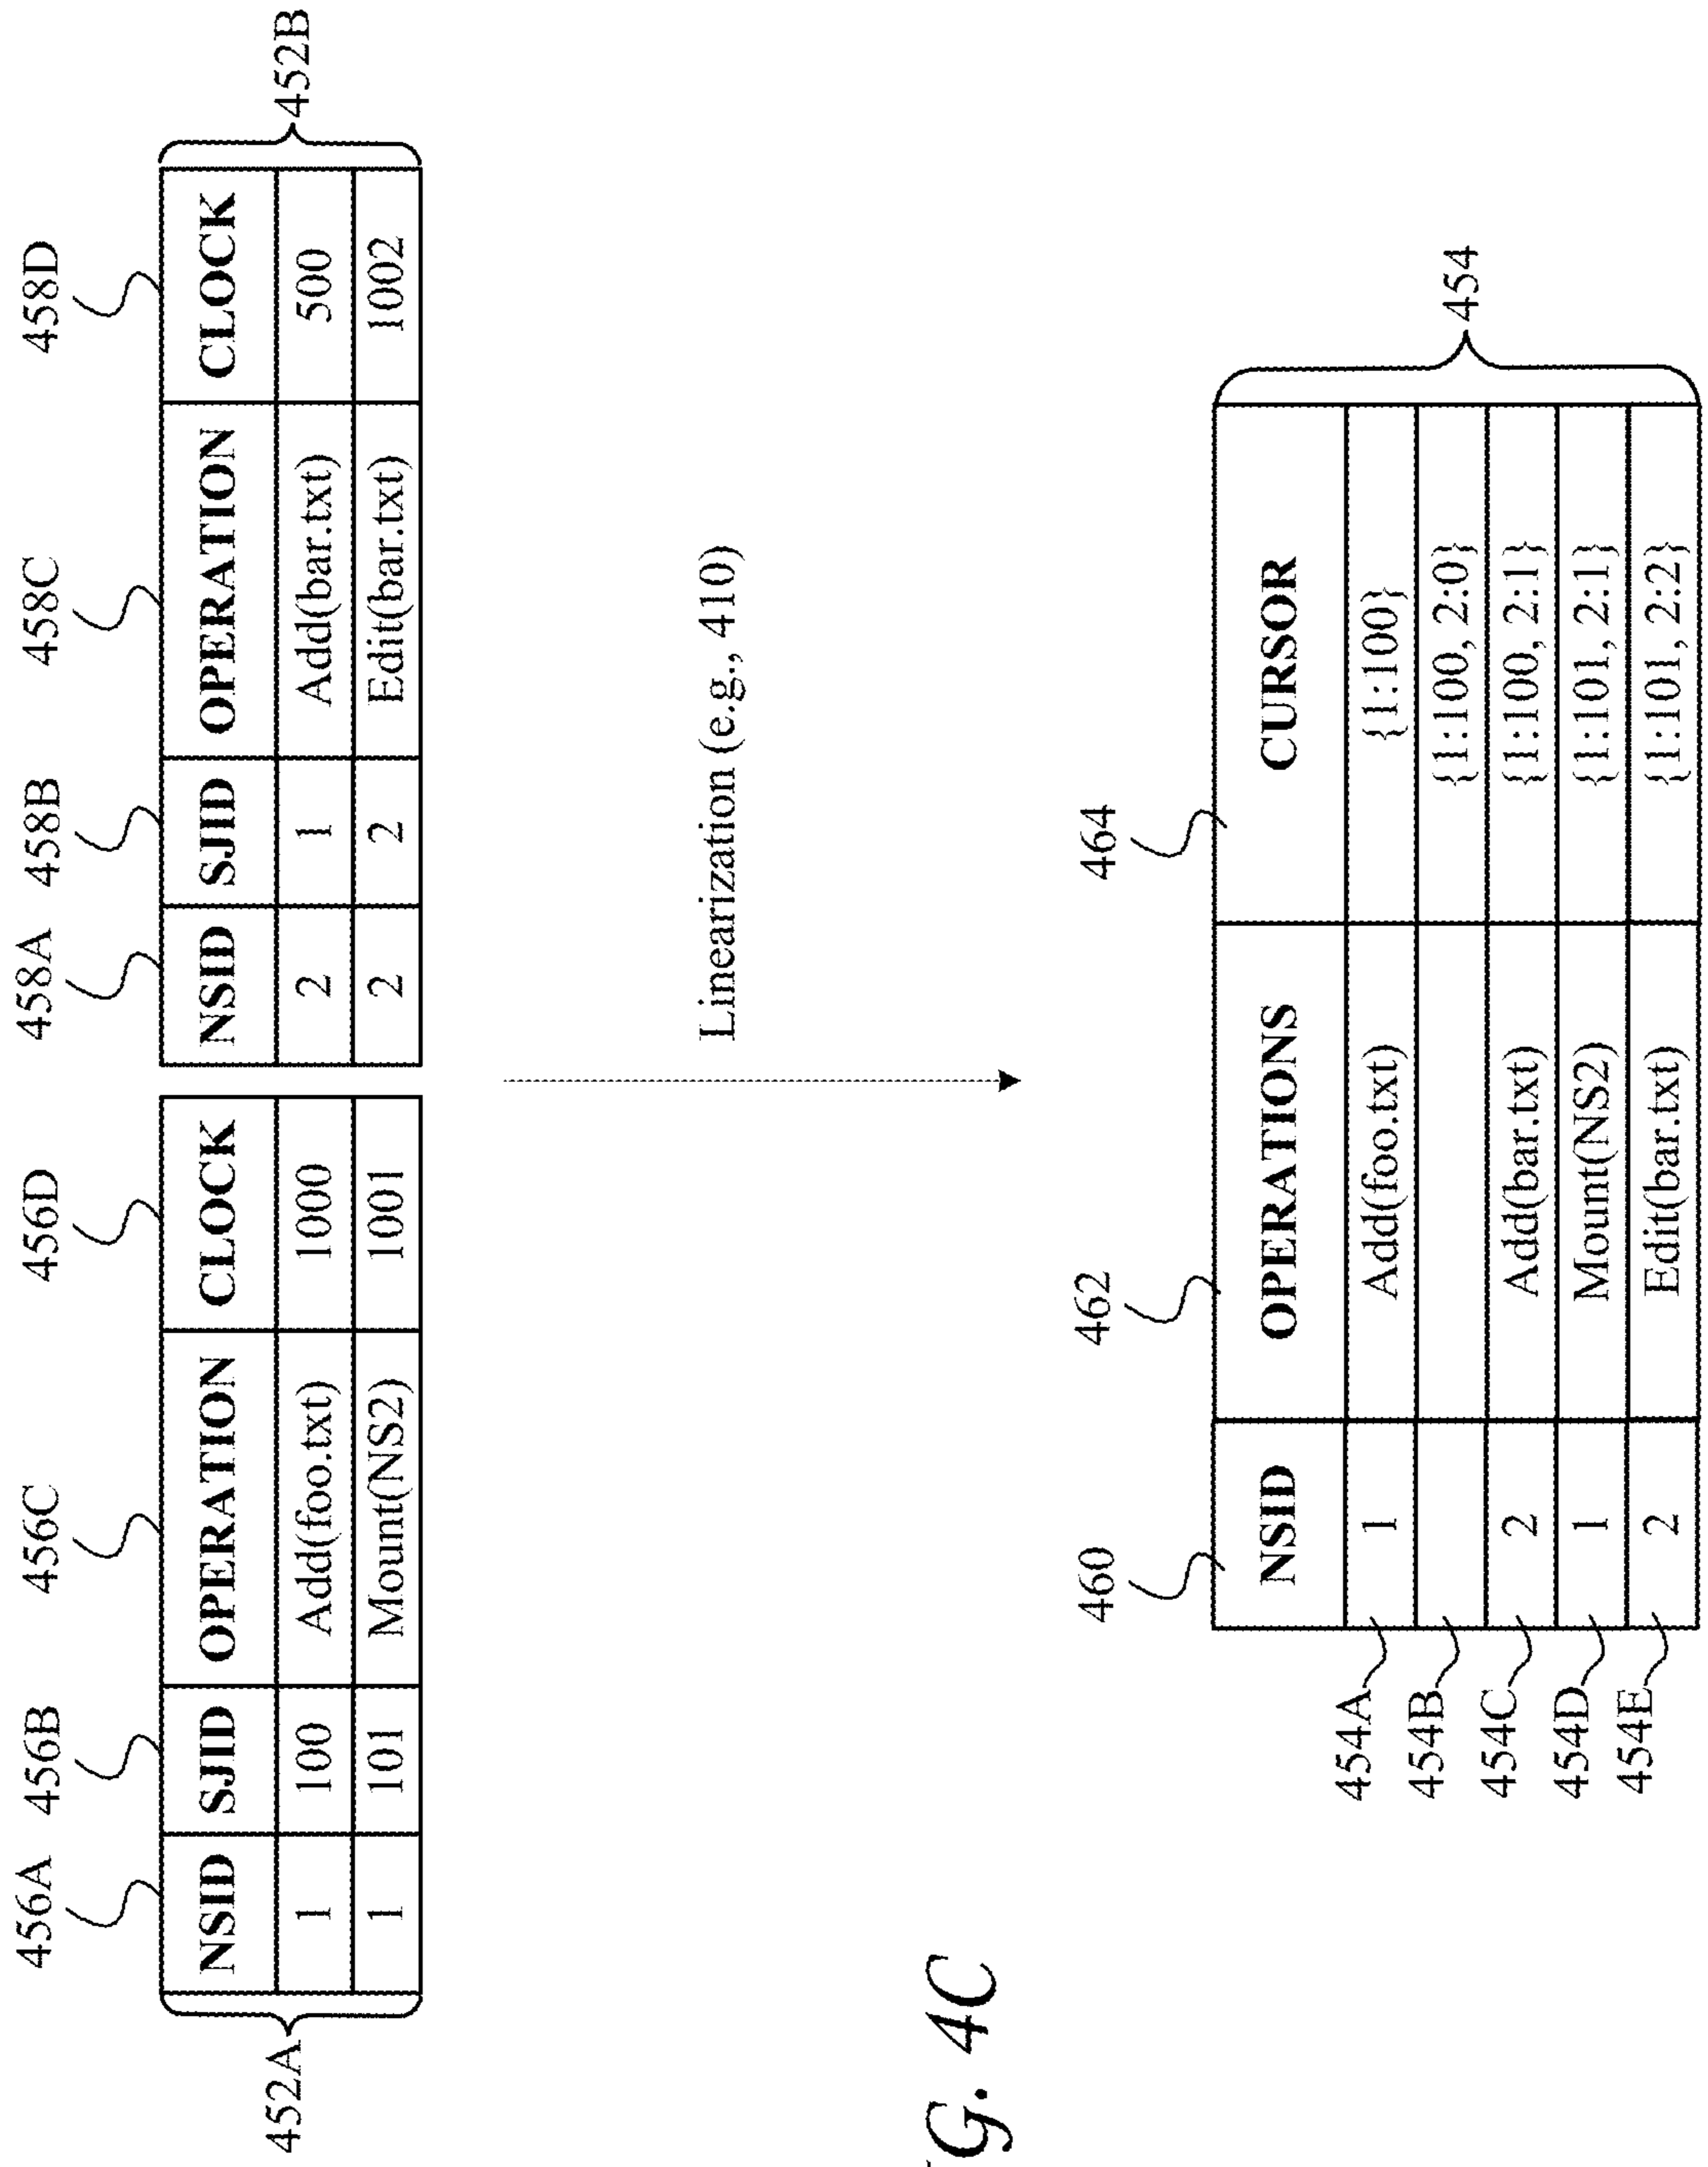 456A 456B 456C 456D 458A 458B 458C 458D
NSID SJID OPERATION CLOCK NSID SJID OPERATION CLOCK
1 100 Add(foo.txt) 1000 2 1 Add(bar.txt) 500
1 101 Mount(NS2) 1001 2 2 Edit(bar.txt) 1002
452A 452B
Linearization (e.g., 410)
460 462 464
NSID OPERATIONS CURSOR
454A 1 Add(foo.txt) {1:100}
454B {1:100, 2:0}
454C 2 Add(bar.txt) {1:100, 2:1}
454D 1 Mount(NS2) {1:101, 2:1}
454E 2 Edit(bar.txt) {1:101, 2:2}
454
G. 4C